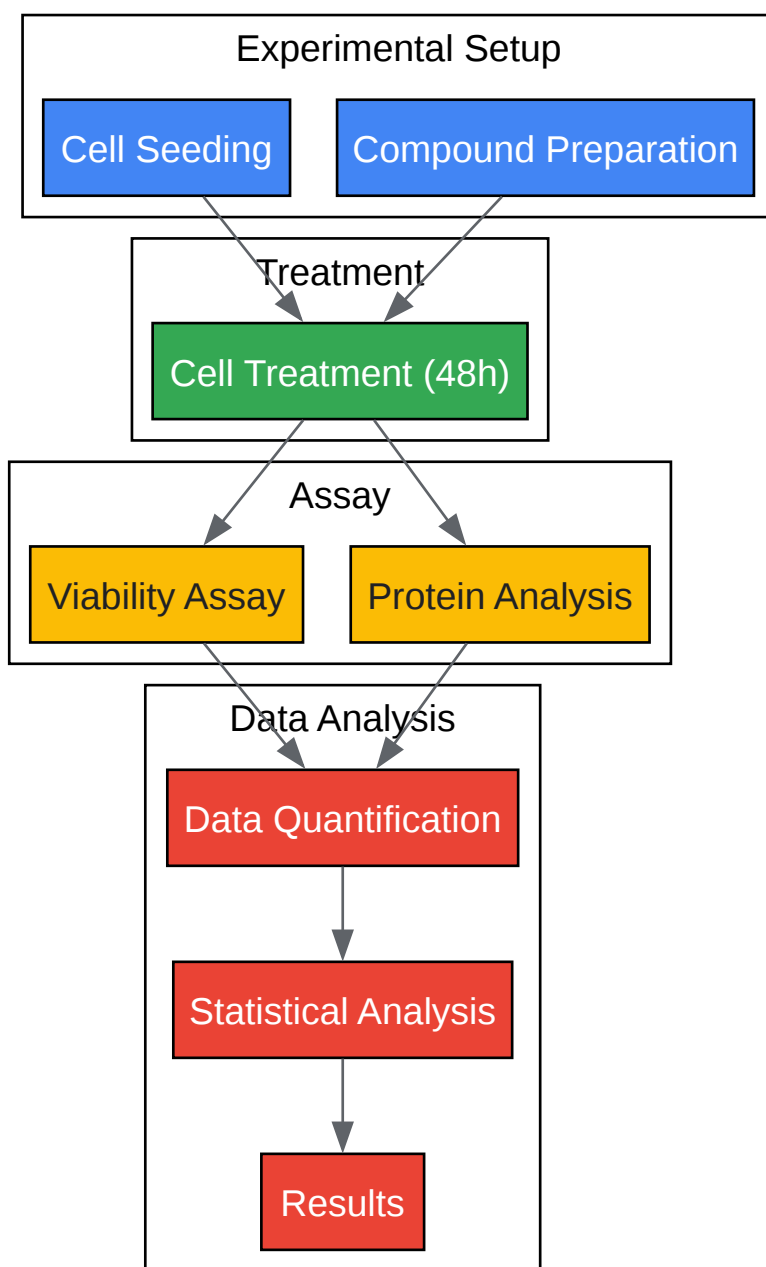 Experimental Setup
Cell Seeding
Compound Preparation
Treatment
Cell Treatment (48h)
Assay
Viability Assay
Protein Analysis
Data Analysis
Data Quantification
Statistical Analysis
Results